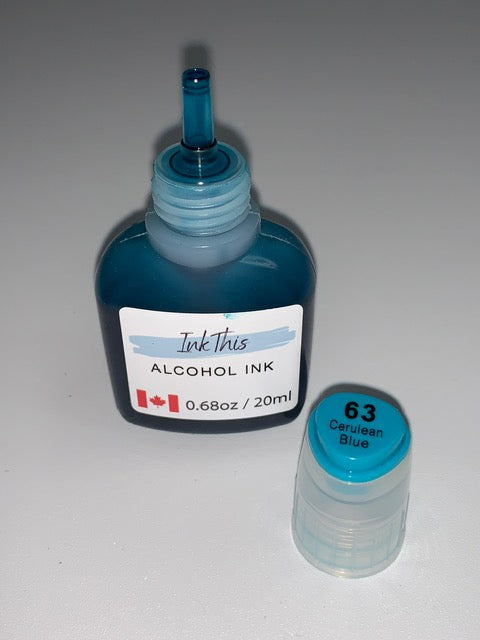 InkThis
ALCOHOL INK
0.68oz / 20ml
63
Cerulean
Blue